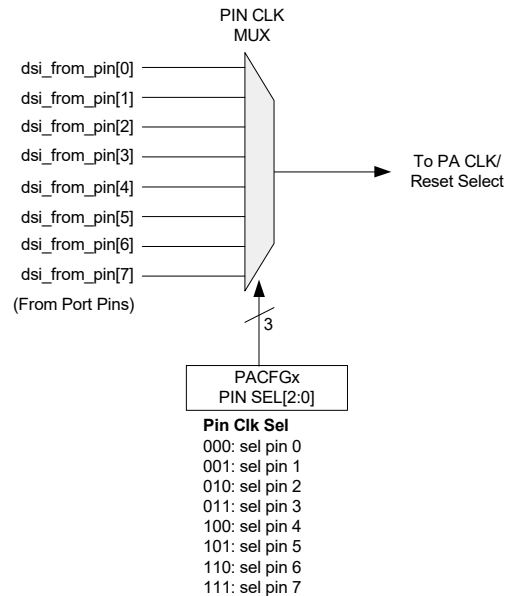 PIN CLK
MUX
dsi_from_pin[0]
dsi_from_pin[1]
dsi_from_pin[2]
dsi_from_pin[3]
dsi_from_pin[4]
dsi_from_pin[5]
dsi_from_pin[6]
dsi_from_pin[7]
(From Port Pins)
To PA CLK/
Reset Select
3
PACFGx
PIN SEL[2:0]
Pin Clk Sel
000: sel pin 0
001: sel pin 1
010: sel pin 2
011: sel pin 3
100: sel pin 4
101: sel pin 5
110: sel pin 6
111: sel pin 7